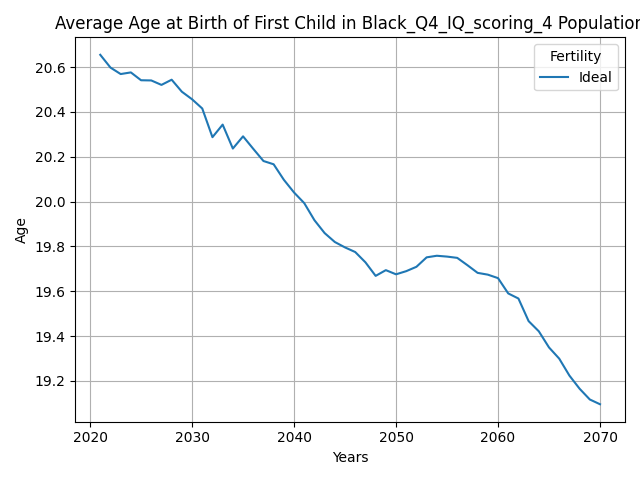 Average Age at Birth of First Child in Black_Q4_IQ_scoring_4 Population
Fertility
Ideal
20.6
20.4
20.2
20.0
19.8
19.6
19.4
19.2
Age
2020 2030 2040 2050 2060 2070
Years